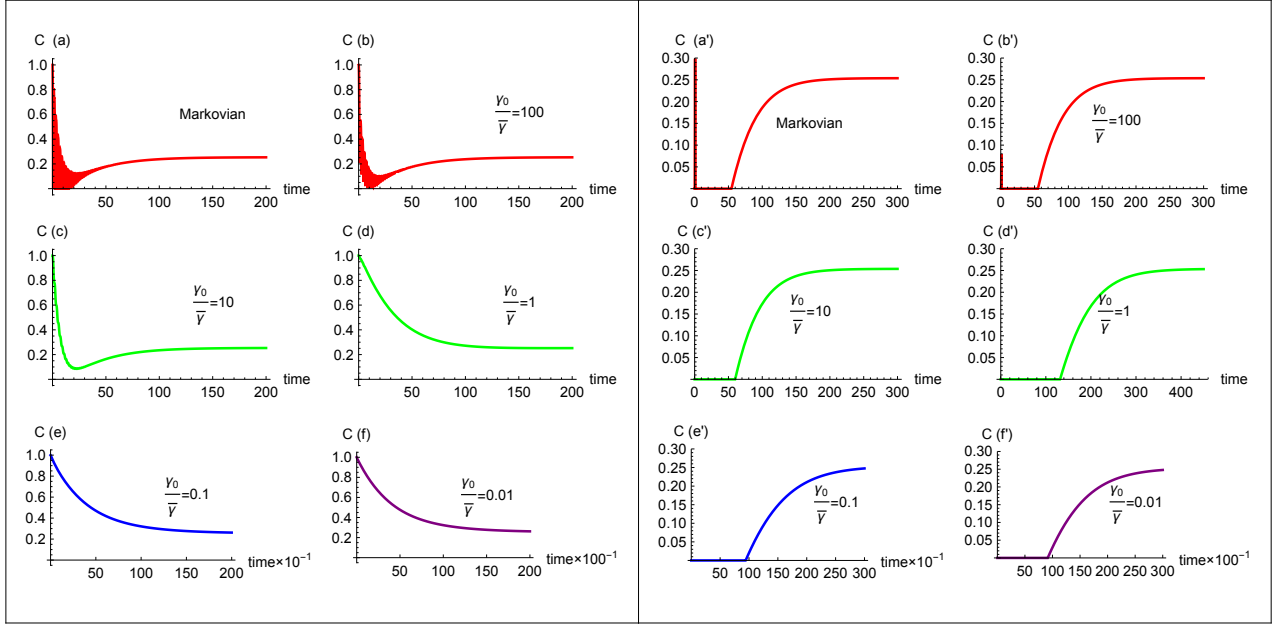 C (a)
1.0
0.8
0.6
0.4
0.2
Markovian
50 100 150 200
time
C (b)
1.0
0.8
0.6
0.4
0.2
γ0/γ̅=100
50 100 150 200
time
C (c)
1.0
0.8
0.6
0.4
0.2
γ0/γ̅=10
50 100 150 200
time
C (d)
1.0
0.8
0.6
0.4
0.2
γ0/γ̅=1
50 100 150 200
time
C (e)
1.0
0.8
0.6
0.4
0.2
γ0/γ̅=0.1
50 100 150 200
time×10⁻¹
C (f)
1.0
0.8
0.6
0.4
0.2
γ0/γ̅=0.01
50 100 150 200
time×100⁻¹
C (a')
0.30
0.25
0.20
0.15
0.10
0.05
Markovian
0 50 100 150 200 250 300
time
C (b')
0.30
0.25
0.20
0.15
0.10
0.05
γ0/γ̅=100
0 50 100 150 200 250 300
time
C (c')
0.30
0.25
0.20
0.15
0.10
0.05
γ0/γ̅=10
0 50 100 150 200 250 300
time
C (d')
0.30
0.25
0.20
0.15
0.10
0.05
γ0/γ̅=1
0 100 200 300 400
time
C (e')
0.30
0.25
0.20
0.15
0.10
0.05
γ0/γ̅=0.1
50 100 150 200 250 300
time×10⁻¹
C (f')
0.30
0.25
0.20
0.15
0.10
0.05
γ0/γ̅=0.01
50 100 150 200 250 300
time×100⁻¹